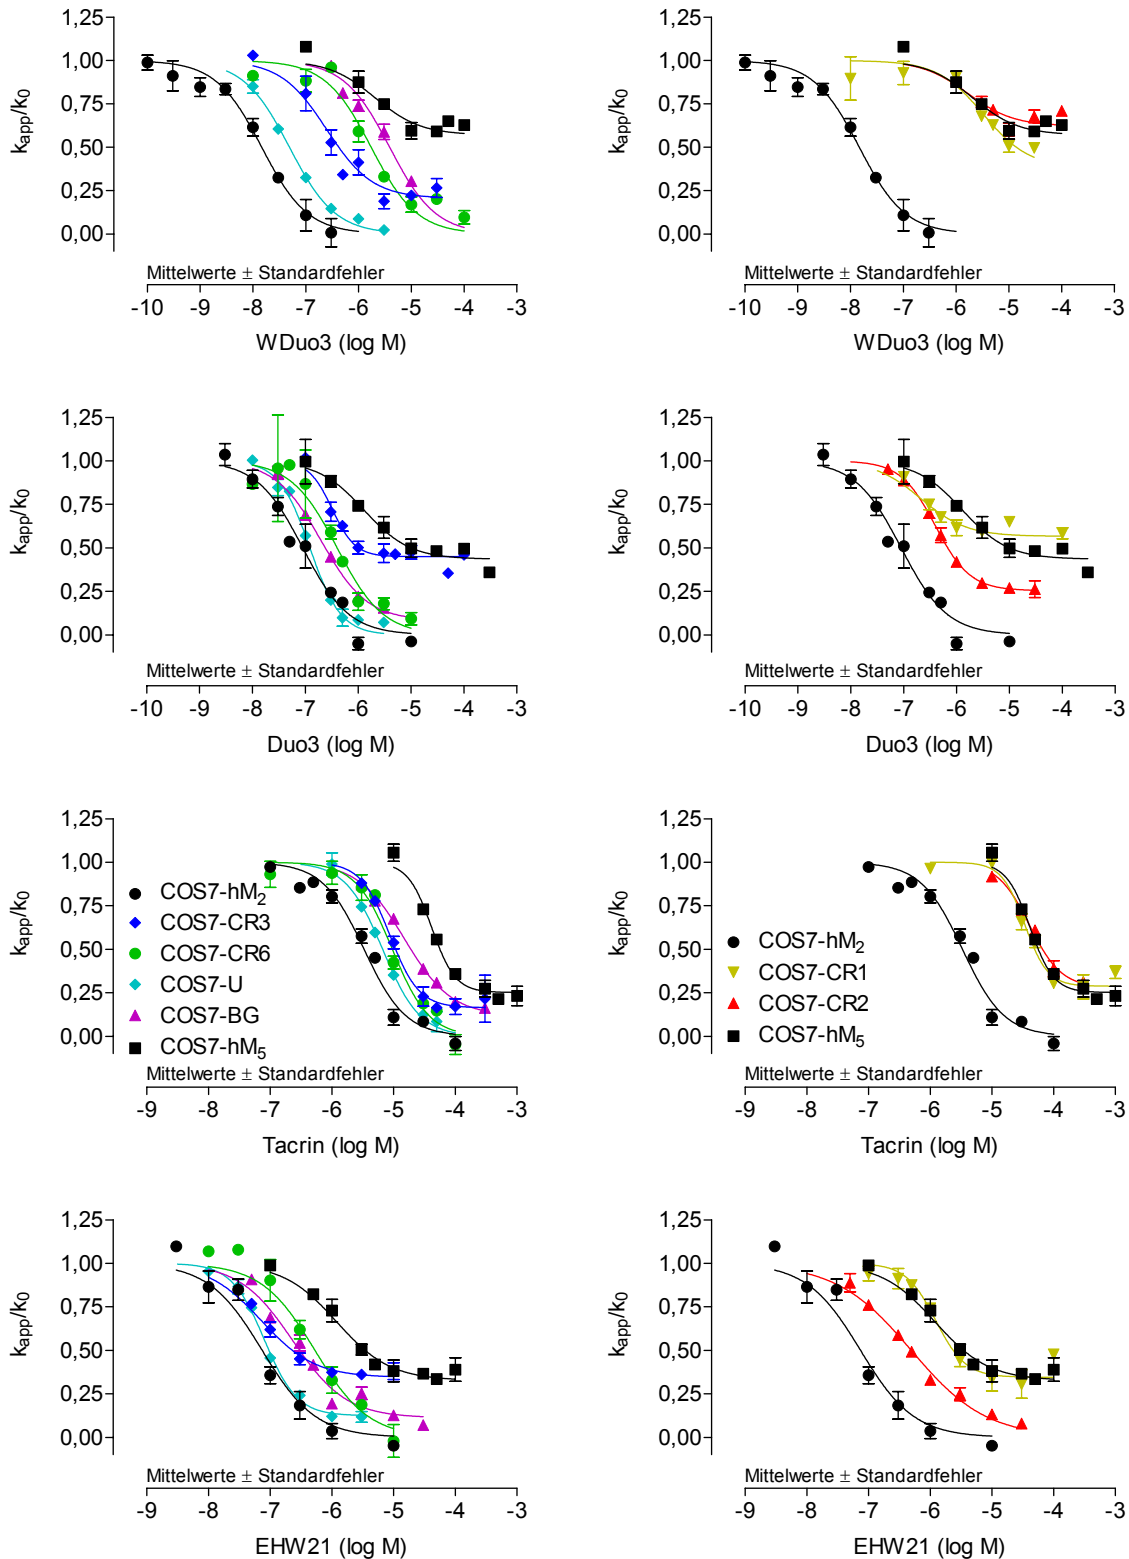 1,25
1,00
0,75
0,50
0,25
0,00
kapp/k0
Mittelwerte ± Standardfehler
-10 -9 -8 -7 -6 -5 -4 -3
WDuo3 (log M)
1,25
1,00
0,75
0,50
0,25
0,00
kapp/k0
Mittelwerte ± Standardfehler
-10 -9 -8 -7 -6 -5 -4 -3
WDuo3 (log M)
1,25
1,00
0,75
0,50
0,25
0,00
kapp/k0
Mittelwerte ± Standardfehler
-10 -9 -8 -7 -6 -5 -4 -3
Duo3 (log M)
1,25
1,00
0,75
0,50
0,25
0,00
kapp/k0
Mittelwerte ± Standardfehler
-10 -9 -8 -7 -6 -5 -4 -3
Duo3 (log M)
1,25
1,00
0,75
0,50
0,25
0,00
kapp/k0
COS7-hM2
COS7-CR3
COS7-CR6
COS7-U
COS7-BG
COS7-hM5
Mittelwerte ± Standardfehler
-9 -8 -7 -6 -5 -4 -3
Tacrin (log M)
1,25
1,00
0,75
0,50
0,25
0,00
kapp/k0
COS7-hM2
COS7-CR1
COS7-CR2
COS7-hM5
Mittelwerte ± Standardfehler
-9 -8 -7 -6 -5 -4 -3
Tacrin (log M)
1,25
1,00
0,75
0,50
0,25
0,00
kapp/k0
Mittelwerte ± Standardfehler
-9 -8 -7 -6 -5 -4 -3
EHW21 (log M)
1,25
1,00
0,75
0,50
0,25
0,00
kapp/k0
Mittelwerte ± Standardfehler
-9 -8 -7 -6 -5 -4 -3
EHW21 (log M)